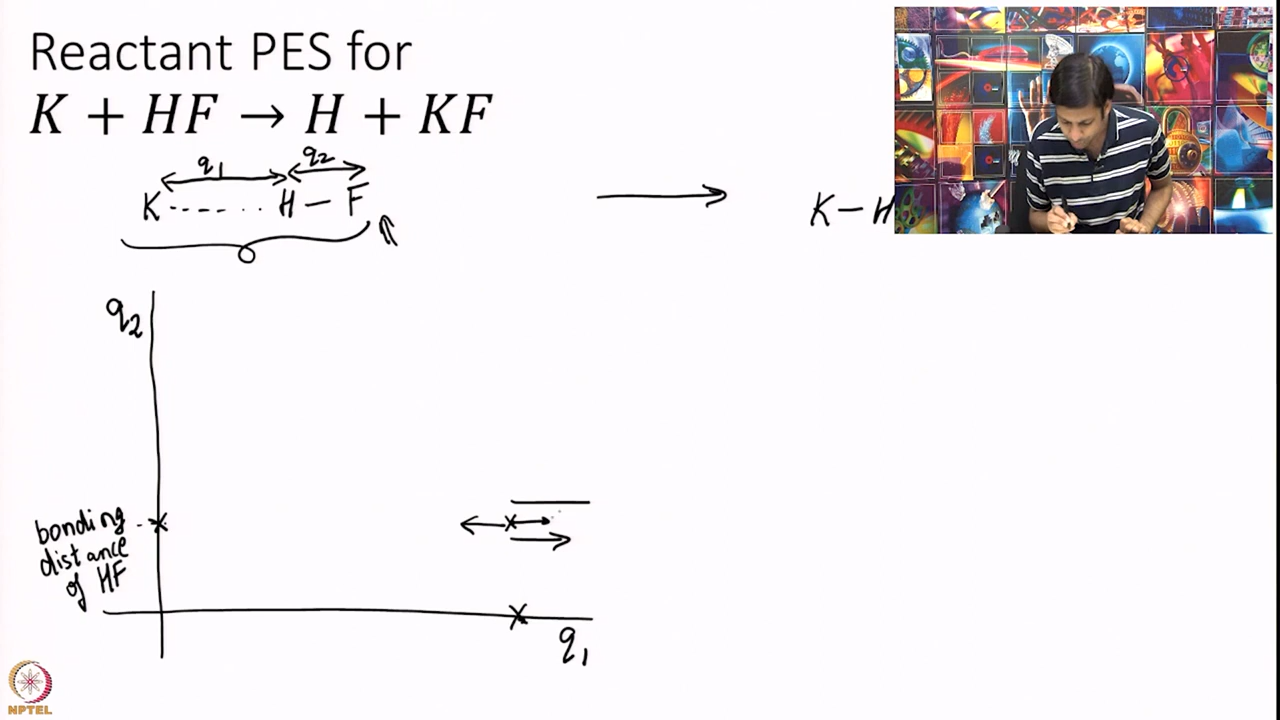 Reactant PES for
K + HF → H + KF
q₁ q₂
K ------ H – F → K – H
q₂
bonding
distance
of HF
q₁
NPTEL